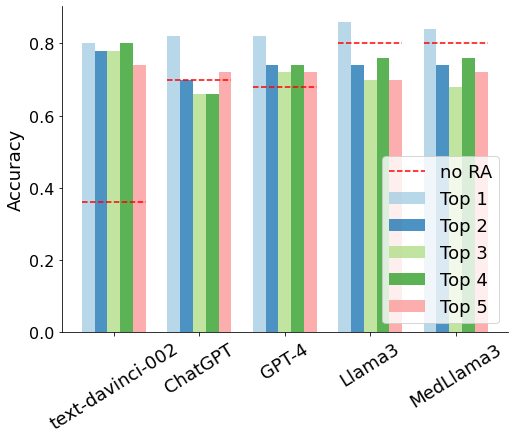 0.8
0.6
0.4
0.2
0.0
Accuracy
no RA
Top 1
Top 2
Top 3
Top 4
Top 5
text-davinci-002
ChatGPT
GPT-4
Llama3
MedLlama3